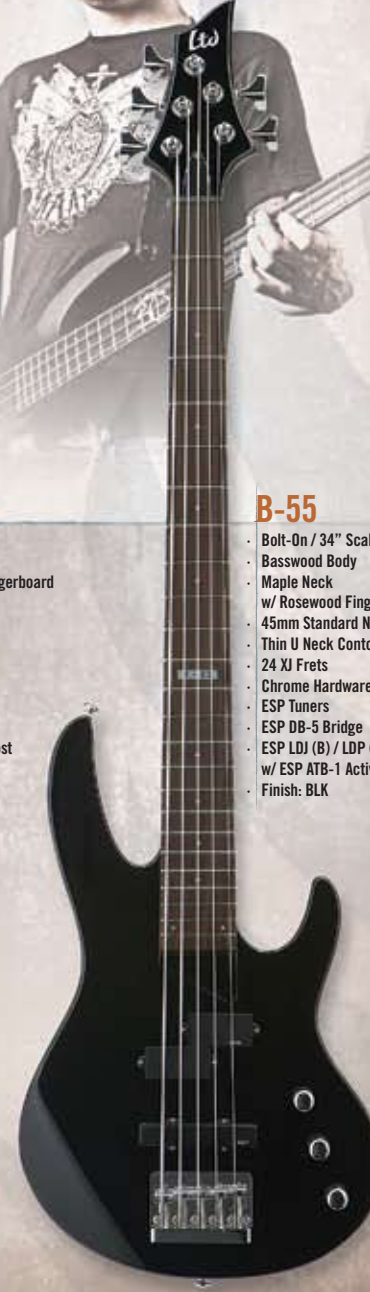 Ltd
B-55
· Bolt-On / 34” Scal
· Basswood Body
gerboard
· Maple Neck
w/ Rosewood Fing
· 45mm Standard N
· Thin U Neck Conto
· 24 XJ Frets
· Chrome Hardware
· ESP Tuners
· ESP DB-5 Bridge
st
· ESP LDJ (B) / LDP (
w/ ESP ATB-1 Activ
· Finish: BLK